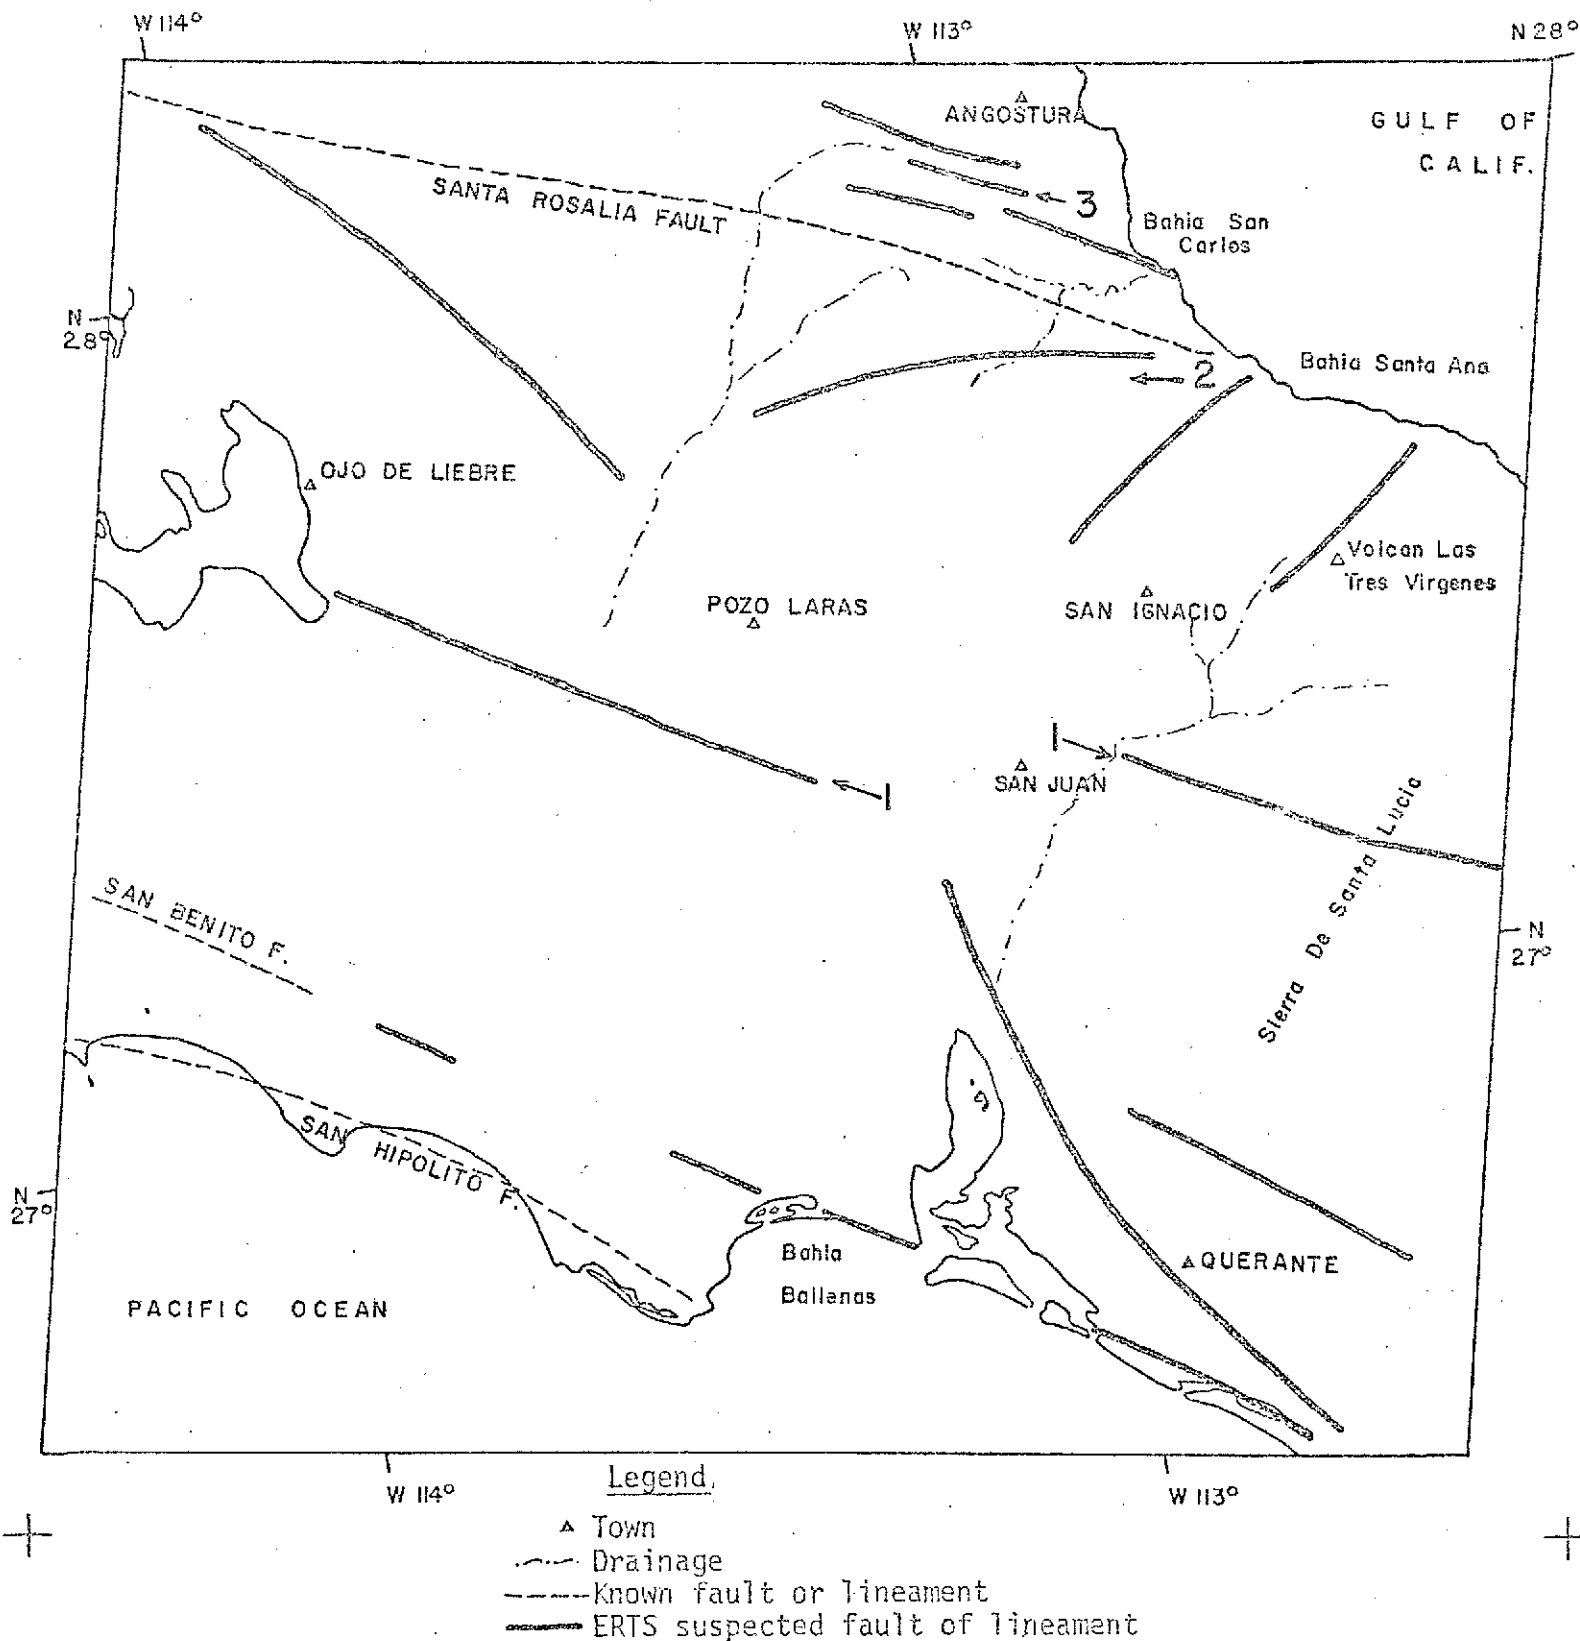 W 114°
W 113°
N 28°
ANGOSTURA
GULF OF
CALIF.
SANTA ROSALIA FAULT
3
Bahia San
Carlos
N
28°
Bahia Santa Ana
2
OJO DE LIEBRE
Volcan Las
Tres Virgenes
POZO LARAS
SAN IGNACIO
1
SAN JUAN
1
Sierra De Santa Lucia
SAN BENITO F.
N
27°
SAN HIPOLITO F.
N
27°
Bahia
Ballenas
QUERANTE
PACIFIC OCEAN
W 114°
W 113°
Legend
Town
Drainage
Known fault or lineament
ERTS suspected fault of lineament